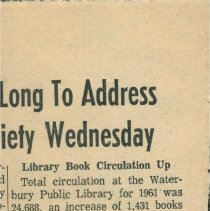 Long To Address
iety Wednesday
Library Book Circulation Up
Total circulation at the Water-
bury Public Library for 1961 was
24,688, an increase of 1,431 books